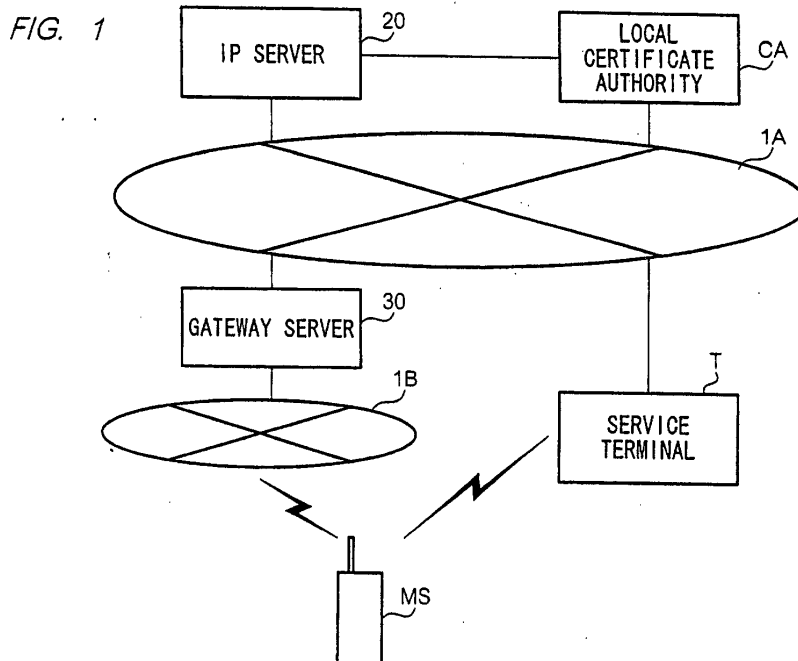 FIG. 1
20
IP SERVER
LOCAL
CERTIFICATE
AUTHORITY
CA
1A
GATEWAY SERVER
30
1B
T
SERVICE
TERMINAL
MS